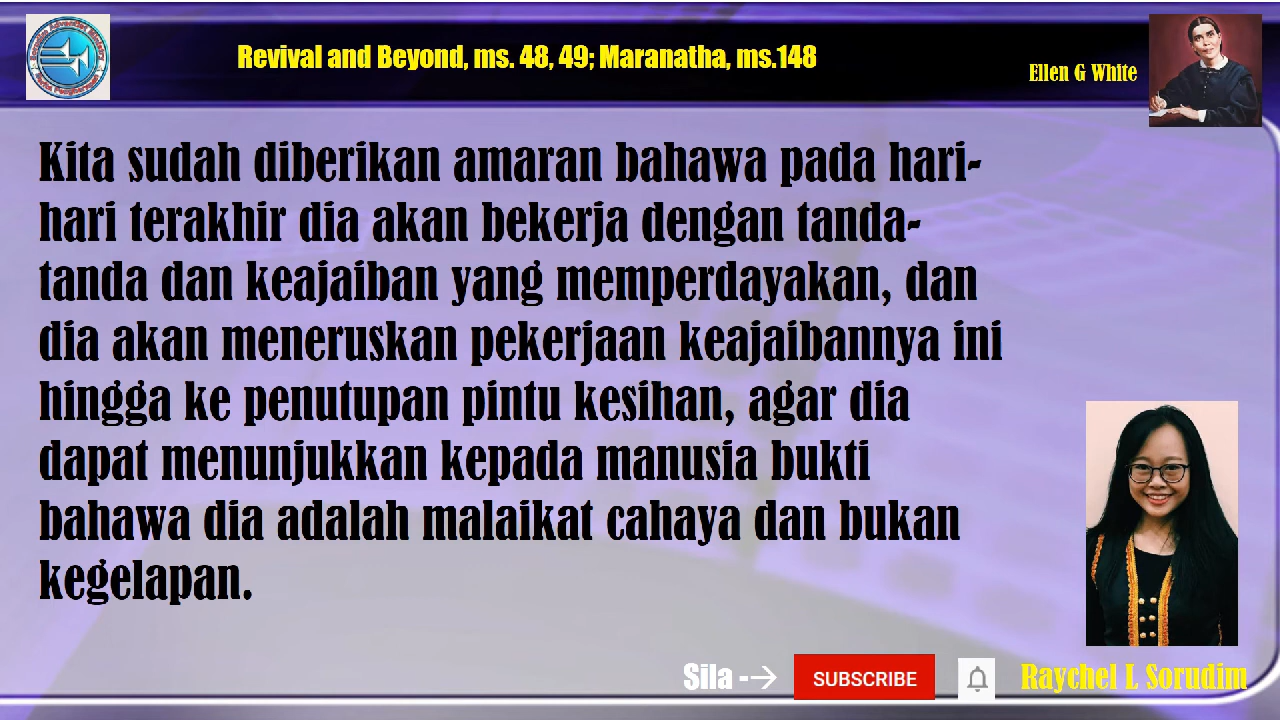 Revival and Beyond, ms. 48, 49; Maranatha, ms.148
Ellen G White
Kita sudah diberikan amaran bahawa pada hari-
hari terakhir dia akan bekerja dengan tanda-
tanda dan keajaiban yang memperdayakan, dan
dia akan meneruskan pekerjaan keajaibannya ini
hingga ke penutupan pintu kesihan, agar dia
dapat menunjukkan kepada manusia bukti
bahawa dia adalah malaikat cahaya dan bukan
kegelapan.
Sila --> SUBSCRIBE
Raychel L Sorudim